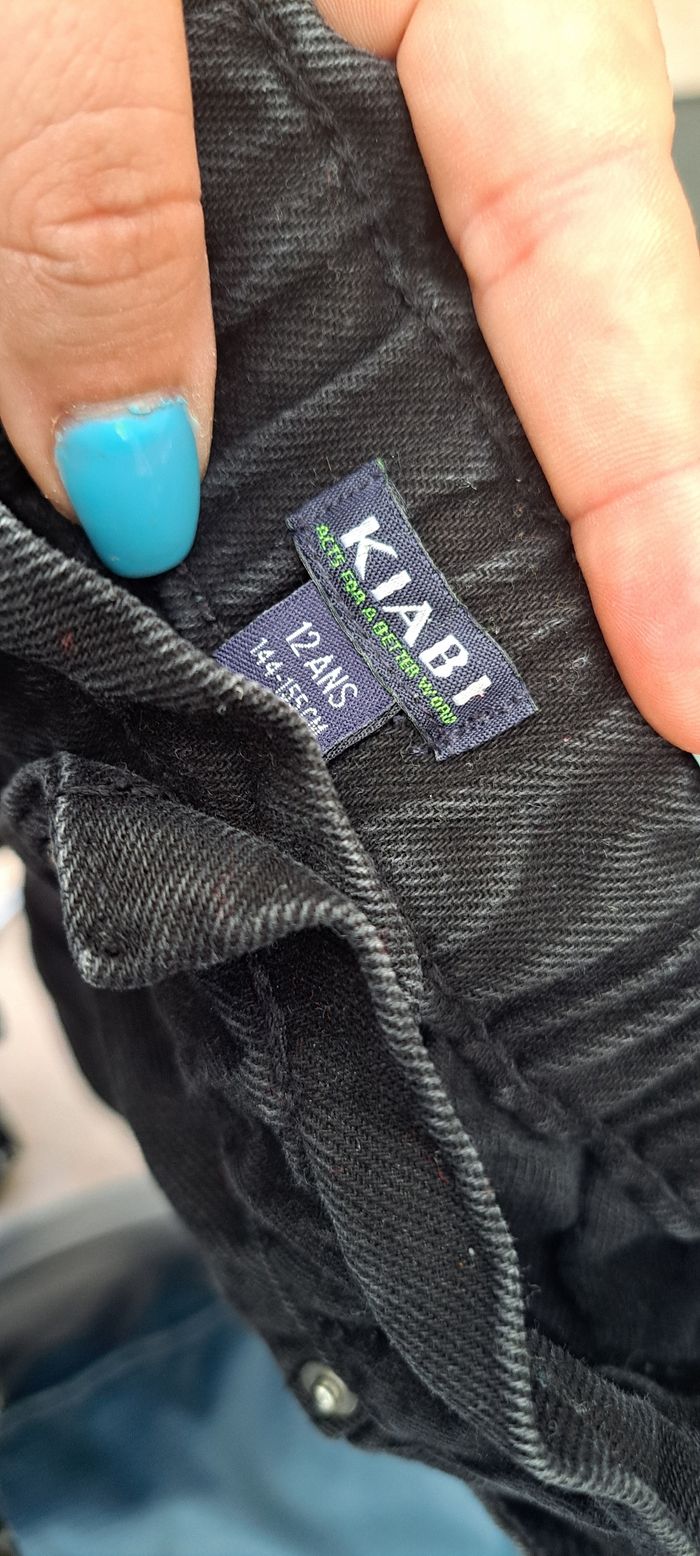 KIABI
ACTS FOR A BETTER WORLD
12 ANS
144-155CM